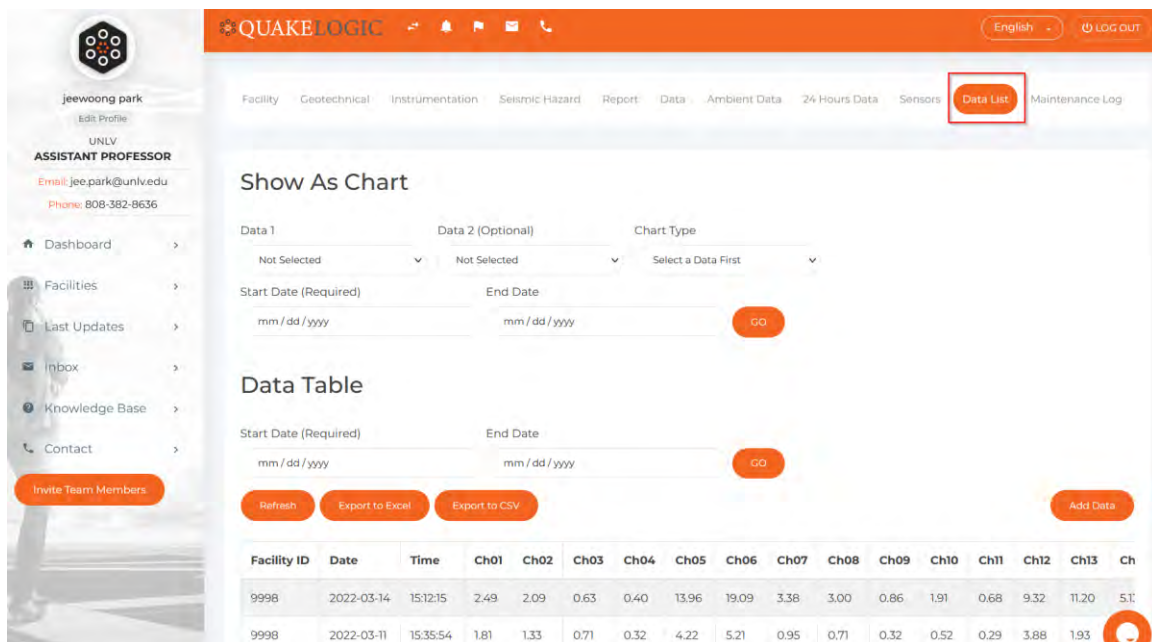 QUAKELOGIC English LOG OUT
jeewoong park
Edit Profile
UNLV
ASSISTANT PROFESSOR
Email: jee.park@unlv.edu
Phone: 808-382-8636
Dashboard
Facilities
Last Updates
Inbox
Knowledge Base
Contact
Invite Team Members
Facility Geotechnical Instrumentation Seismic Hazard Report Data Ambient Data 24 Hours Data Sensors Data List Maintenance Log
Show As Chart
Data 1 Data 2 (Optional) Chart Type
Not Selected Not Selected Select a Data First
Start Date (Required) End Date
mm/dd/yyyy mm/dd/yyyy GO
Data Table
Start Date (Required) End Date
mm/dd/yyyy mm/dd/yyyy GO
Refresh Export to Excel Export to CSV Add Data
Facility ID Date Time Ch01 Ch02 Ch03 Ch04 Ch05 Ch06 Ch07 Ch08 Ch09 Ch10 Ch11 Ch12 Ch13 Ch
9998 2022-03-14 15:12:15 2.49 2.09 0.63 0.40 13.96 19.09 3.38 3.00 0.86 1.91 0.68 9.32 11.20
9998 2022-03-11 15:35:54 1.81 1.33 0.71 0.32 4.22 5.21 0.95 0.71 0.32 0.52 0.29 3.88 1.93